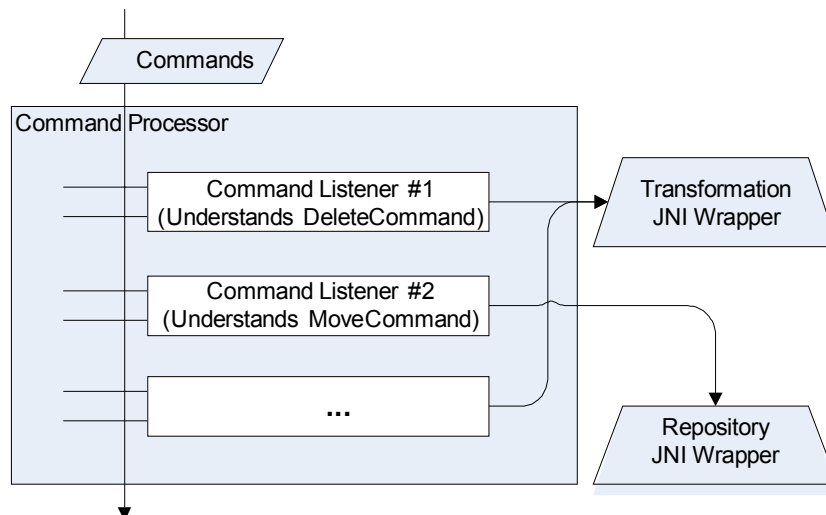 Commands
Command Processor
Command Listener #1
(Understands DeleteCommand)
Transformation
JNI Wrapper
Command Listener #2
(Understands MoveCommand)
...
Repository
JNI Wrapper